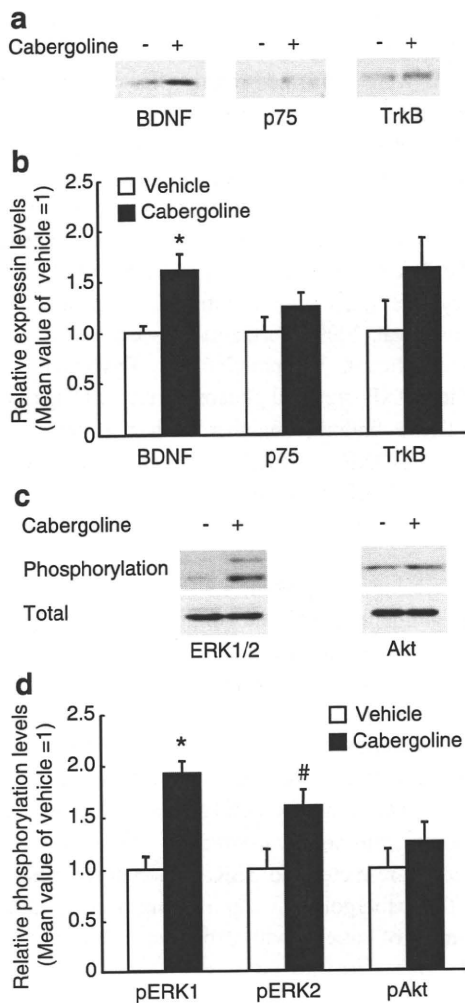 a
Cabergoline - + - + - +
BDNF p75 TrkB
b
Relative expressin levels
(Mean value of vehicle =1)
2.5
2.0
1.5
1.0
0.5
0
Vehicle
Cabergoline
*
BDNF p75 TrkB
c
Cabergoline - + - +
Phosphorylation
Total
ERK1/2 Akt
d
Relative phosphorylation levels
(Mean value of vehicle =1)
2.5
2.0
1.5
1.0
0.5
0
Vehicle
Cabergoline
* #
pERK1 pERK2 pAkt